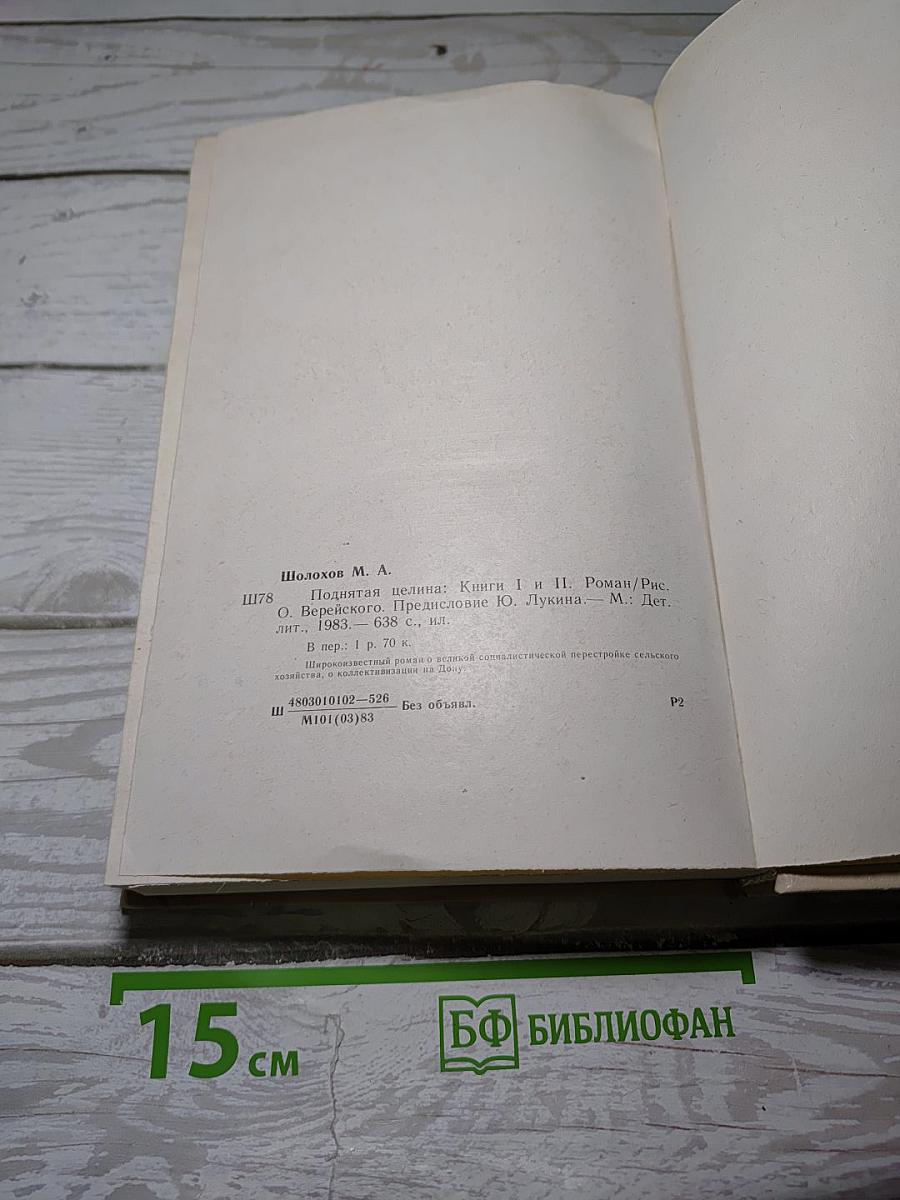 Шолохов М. А.
Ш78 Поднятая целина: Книги I и II. Роман/Рис.
О. Верейского. Предисловие Ю. Лукина.— М.: Дет.
лит., 1983.— 638 с., ил.
В пер.: 1 р. 70 к.
Широкоизвестный роман о великой социалистической перестройке сельского
хозяйства, о коллективизации на Дону.
4803010102—526
Ш Без объявл. Р2
М101(03)83
15 см
БФ БИБЛИОФАН